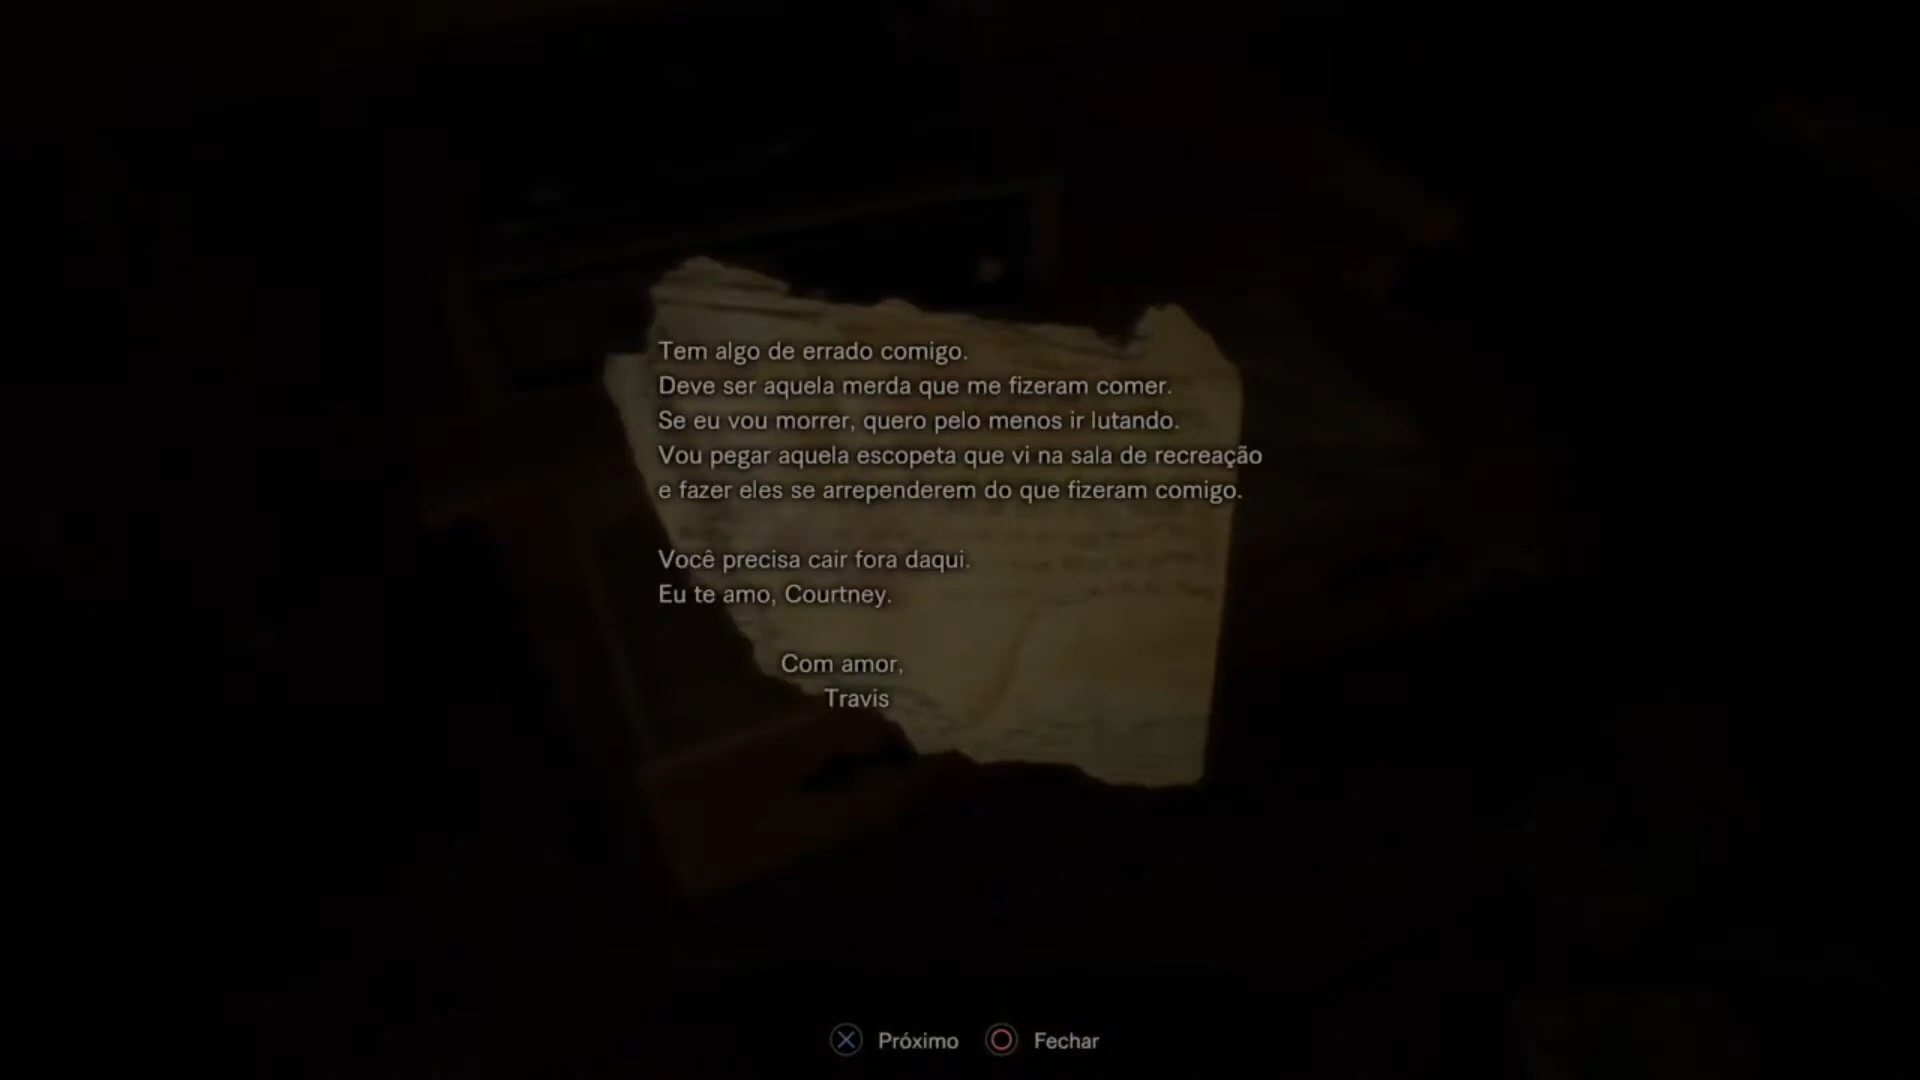 Tem algo de errado comigo.
Deve ser aquela merda que me fizeram comer.
Se eu vou morrer, quero pelo menos ir lutando.
Vou pegar aquela escopeta que vi na sala de recreação
e fazer eles se arrependerem do que fizeram comigo.
Você precisa cair fora daqui.
Eu te amo, Courtney.
Com amor,
Travis
Próximo Fechar